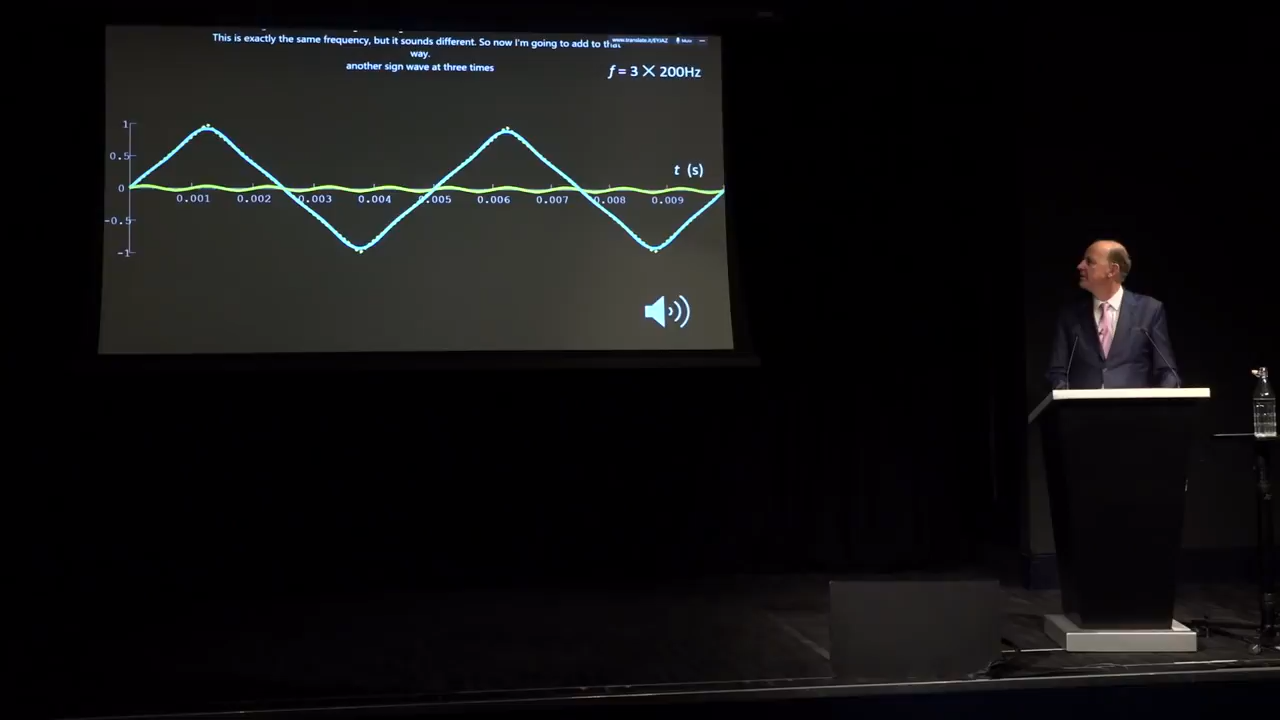 This is exactly the same frequency, but it sounds different. So now I'm going to add to that
way.
another sign wave at three times
f = 3 × 200Hz
1
0.5
t (s)
0
0.001 0.002 0.003 0.004 0.005 0.006 0.007 0.008 0.009
-0.5
-1